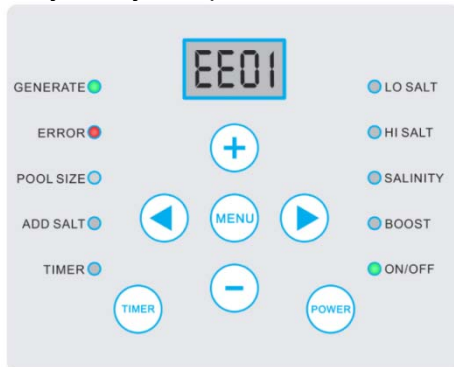 EE01
GENERATE
LO SALT
ERROR
+
HI SALT
POOL SIZE
MENU
SALINITY
ADD SALT
BOOST
TIMER
−
ON/OFF
TIMER
POWER